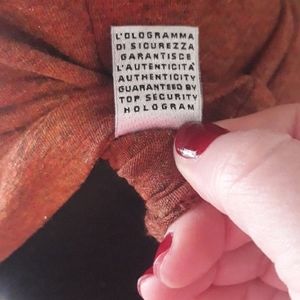 L'OLOGRAMMA
DI SICUREZZA
GARANTISCE
L'AUTENTICITÀ
AUTHENTICITY
GUARANTEED BY
TOP SECURITY
HOLOGRAM